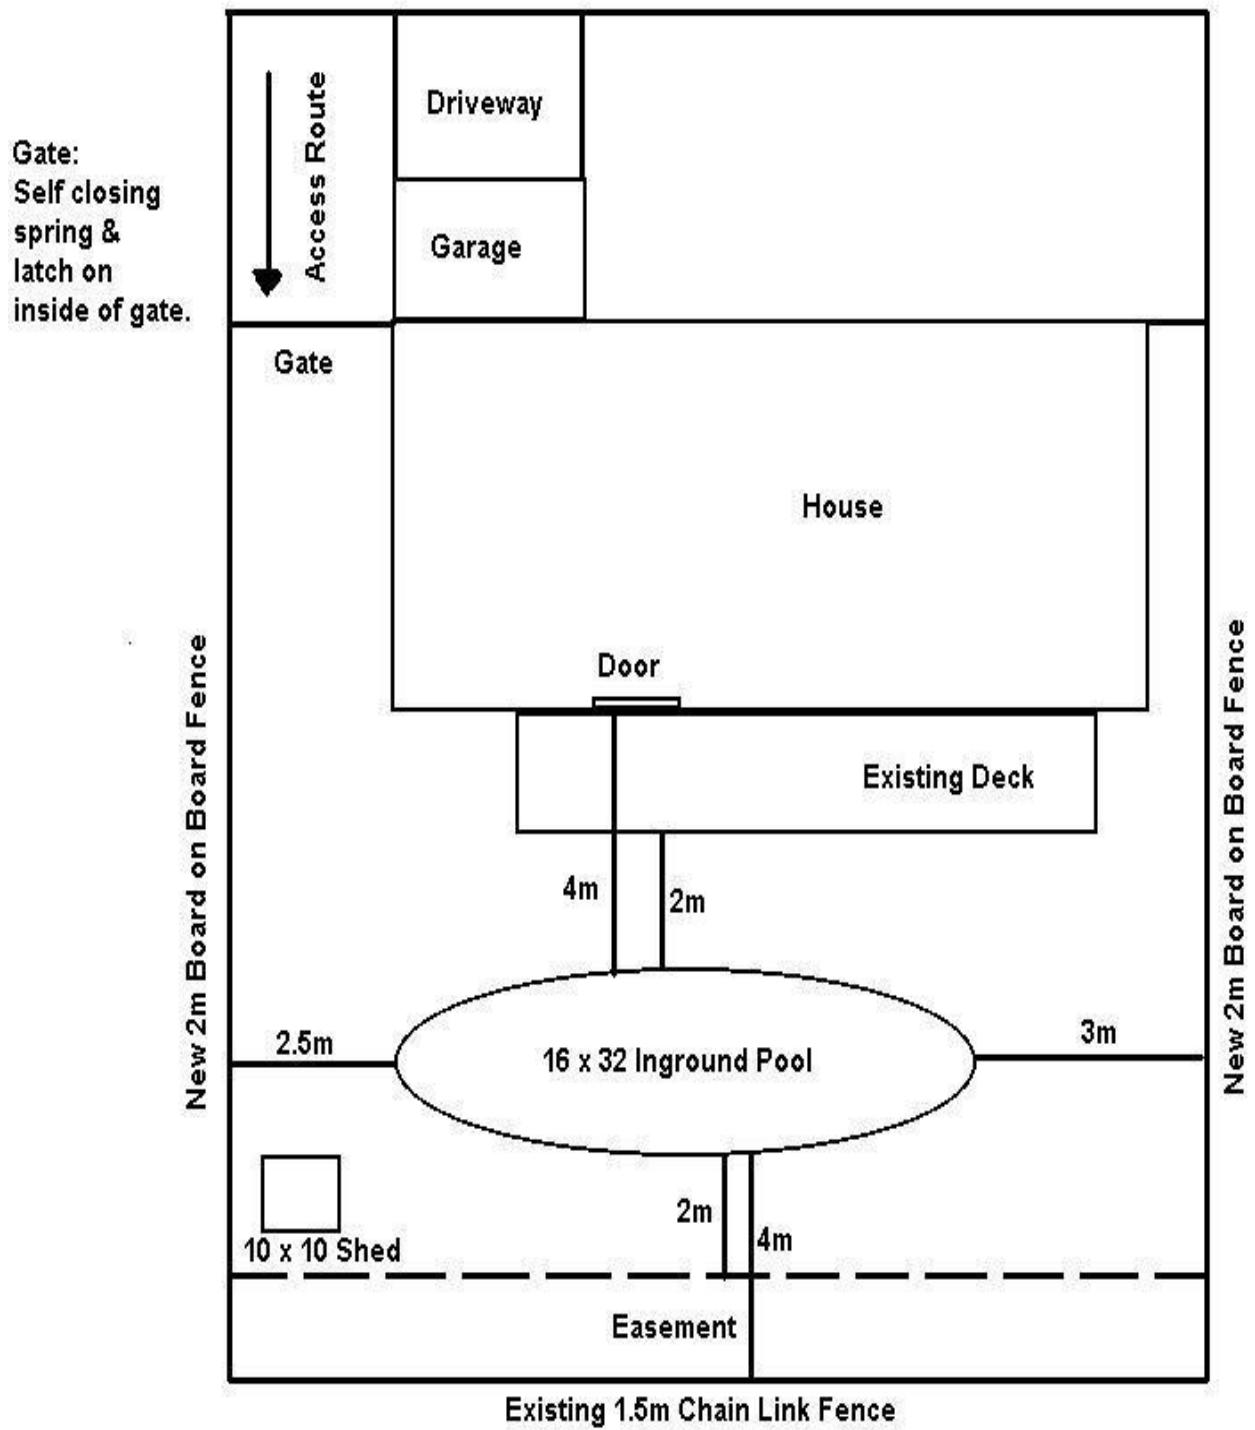 Driveway
Access Route
Gate:
Self closing
spring &
latch on
inside of gate.
Garage
Gate
House
Door
New 2m Board on Board Fence
Existing Deck
New 2m Board on Board Fence
4m
2m
2.5m
16 x 32 Inground Pool
3m
2m
4m
10 x 10 Shed
Easement
Existing 1.5m Chain Link Fence